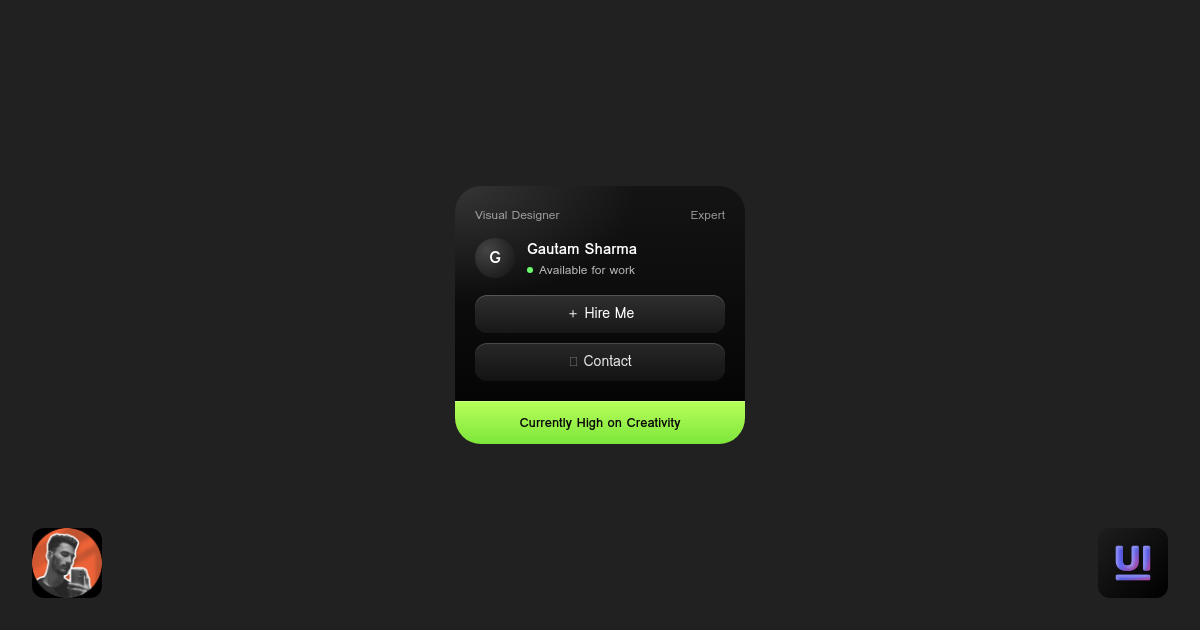 Visual Designer Expert
G
Gautam Sharma
Available for work
+ Hire Me
Contact
Currently High on Creativity
UI